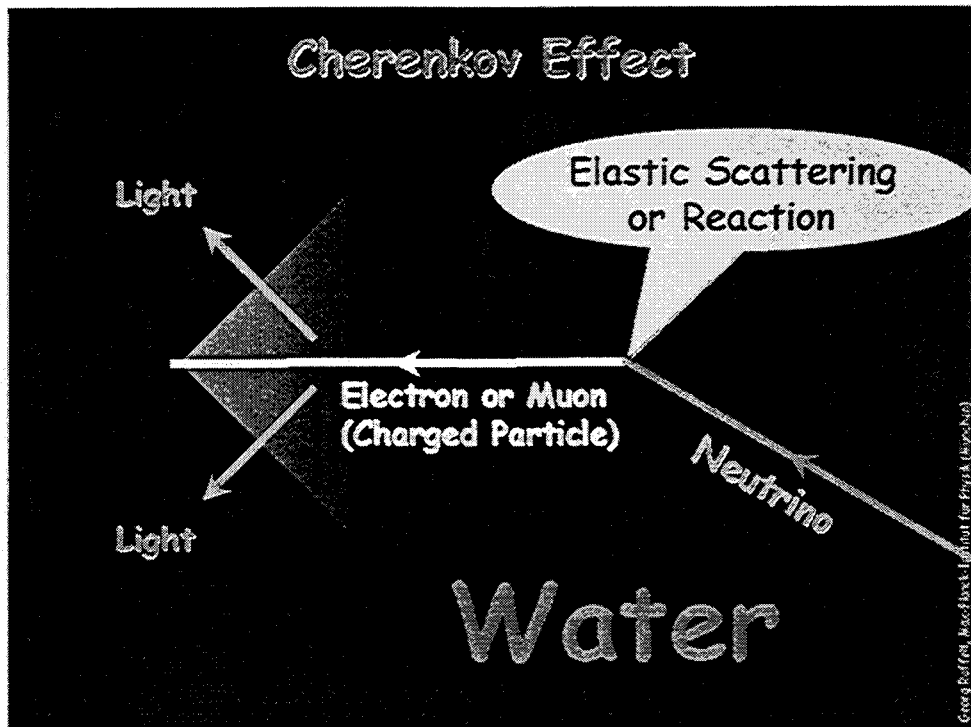 Cherenkov Effect
Elastic Scattering
or Reaction
Light
Electron or Muon
(Charged Particle)
Neutrino
Light
Water